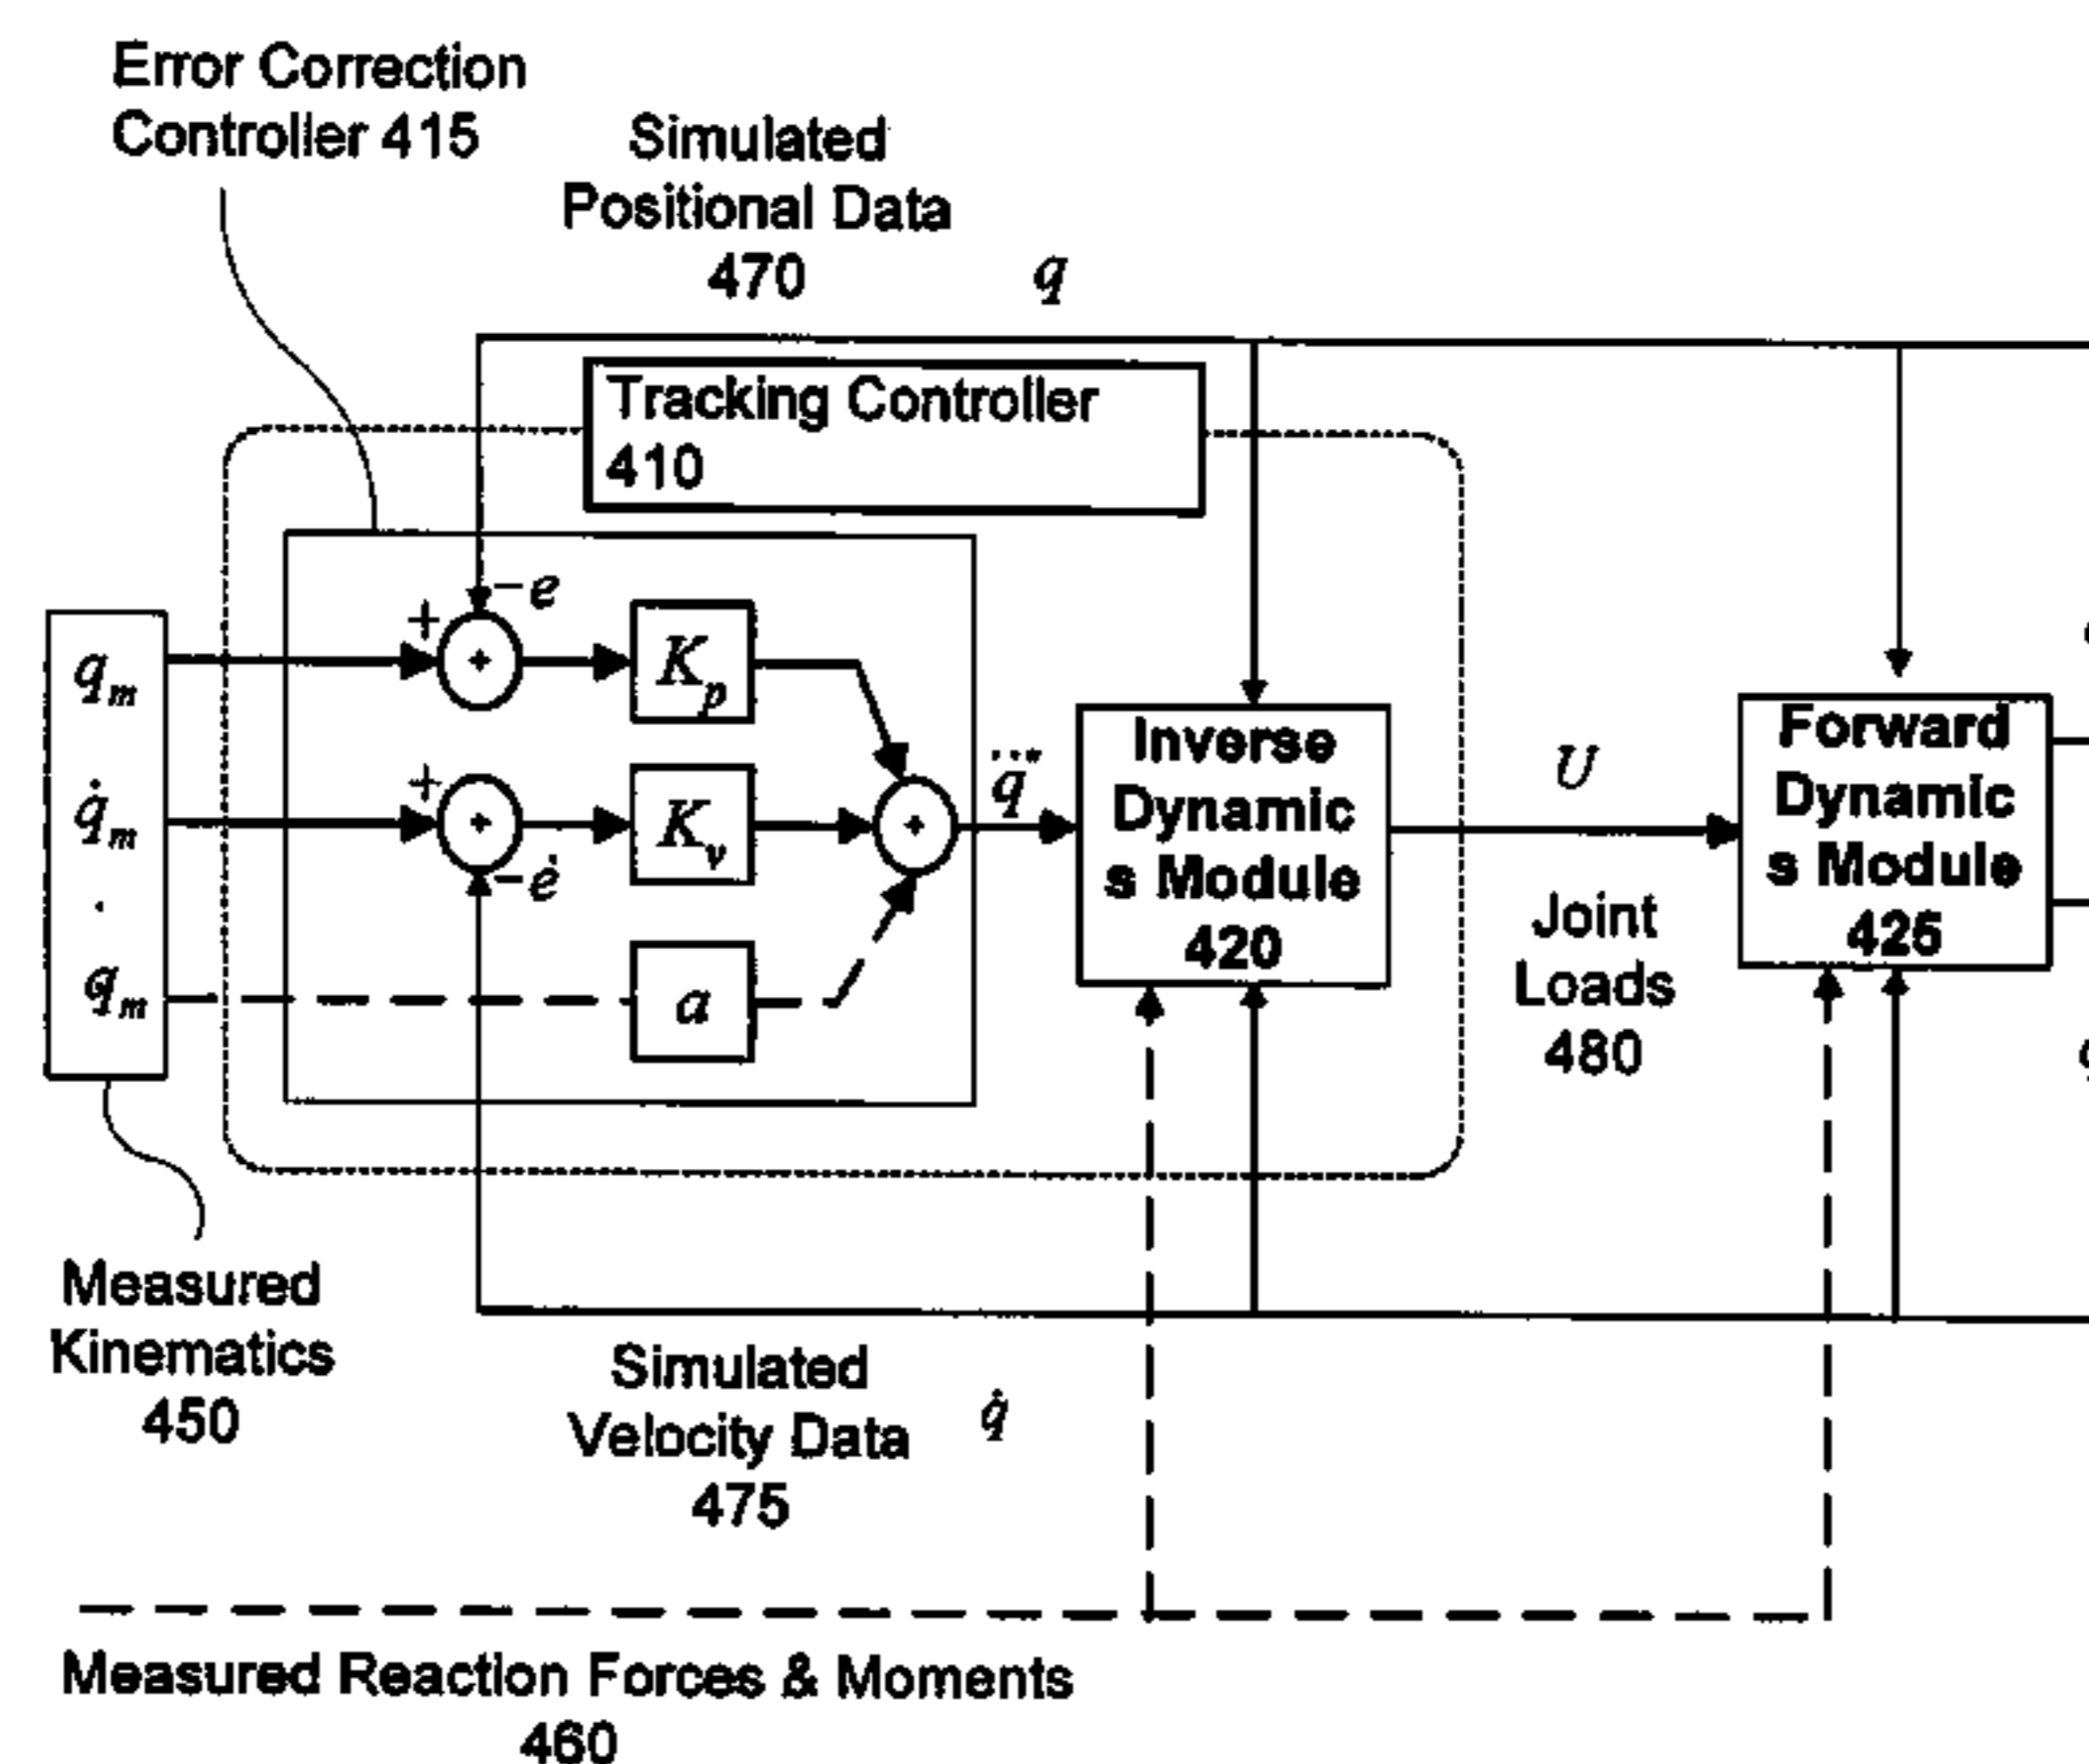 Error Correction
Controller 415
Simulated
Positional Data
470
q
Tracking Controller
410
−e
+
q_m
K_p
+
q̇_m
K_v
−ė
.
q_m
a
Inverse
Dynamic
s Module
420
U
Joint
Loads
480
Forward
Dynamic
s Module
425
Measured
Kinematics
450
Simulated
Velocity Data
475
q̇
Measured Reaction Forces & Moments
460